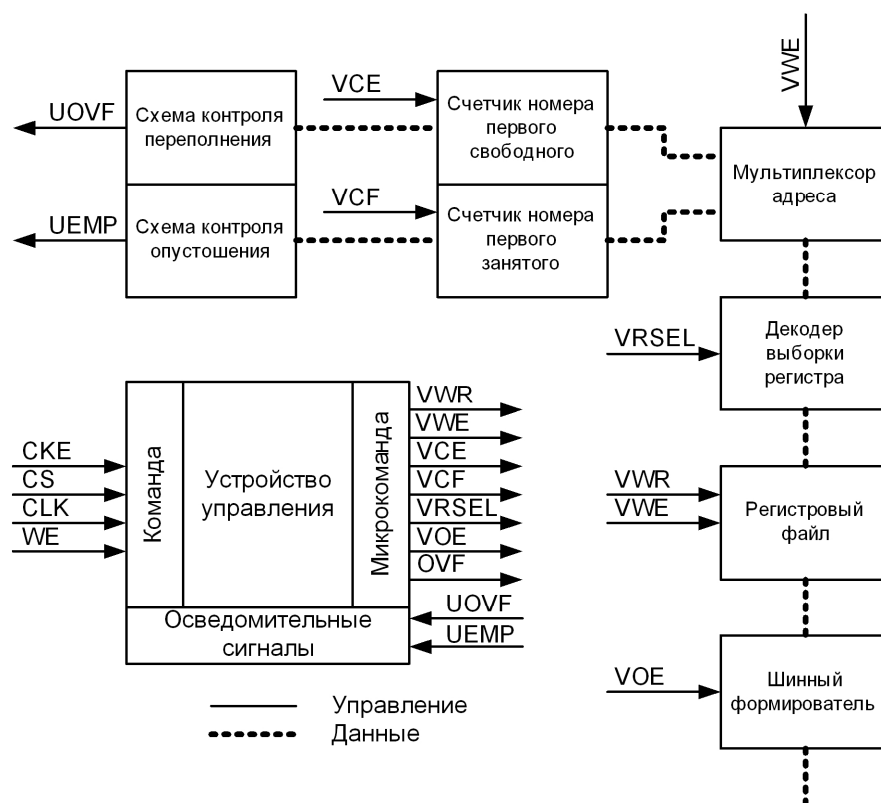 VWE
VCE
UOVF
Схема контроля
переполнения
Счетчик номера
первого
свободного
Мультиплексор
адреса
VCF
UEMP
Схема контроля
опустошения
Счетчик номера
первого
занятого
VRSEL
Декодер
выборки
регистра
CKE
CS
CLK
WE
Команда
Устройство
управления
Микрокоманда
VWR
VWE
VCE
VCF
VRSEL
VOE
OVF
Осведомительные
сигналы
UOVF
UEMP
VWR
VWE
Регистровый
файл
VOE
Шинный
формирователь
Управление
Данные